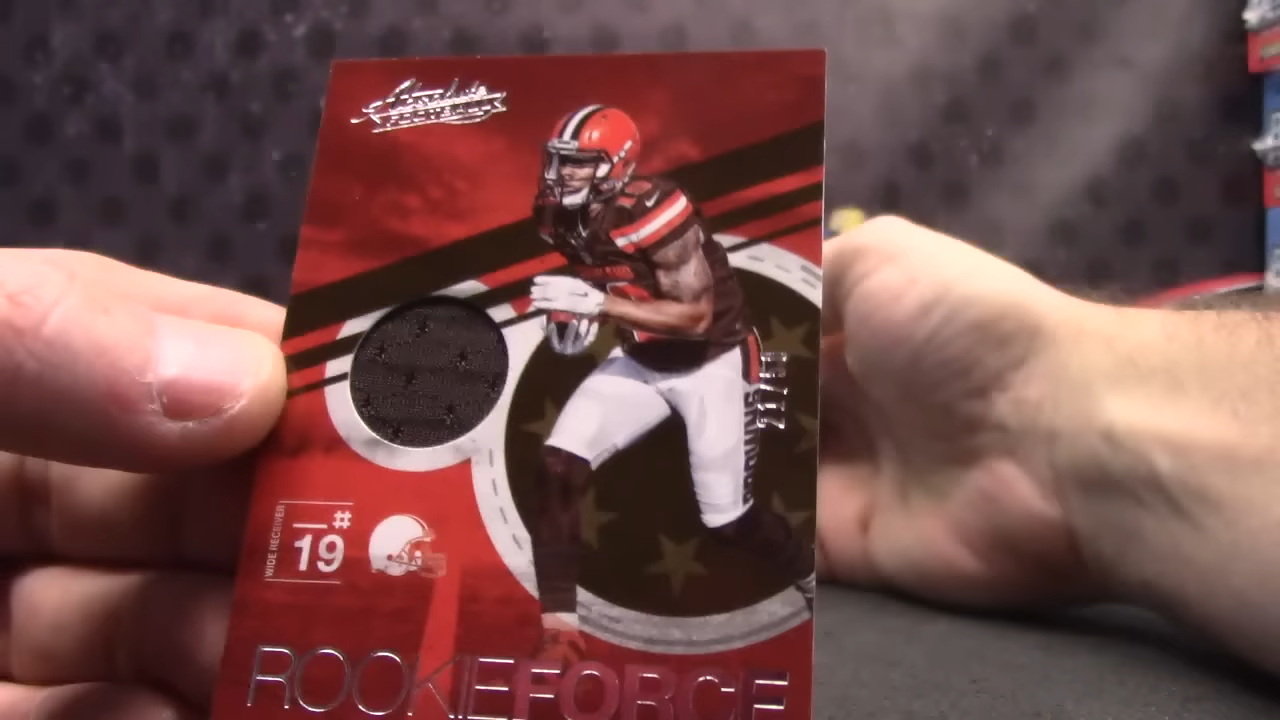 Absolute
FOOTBALL
WIDE RECEIVER
#
19
BROWNS
ROOKIE FORCE